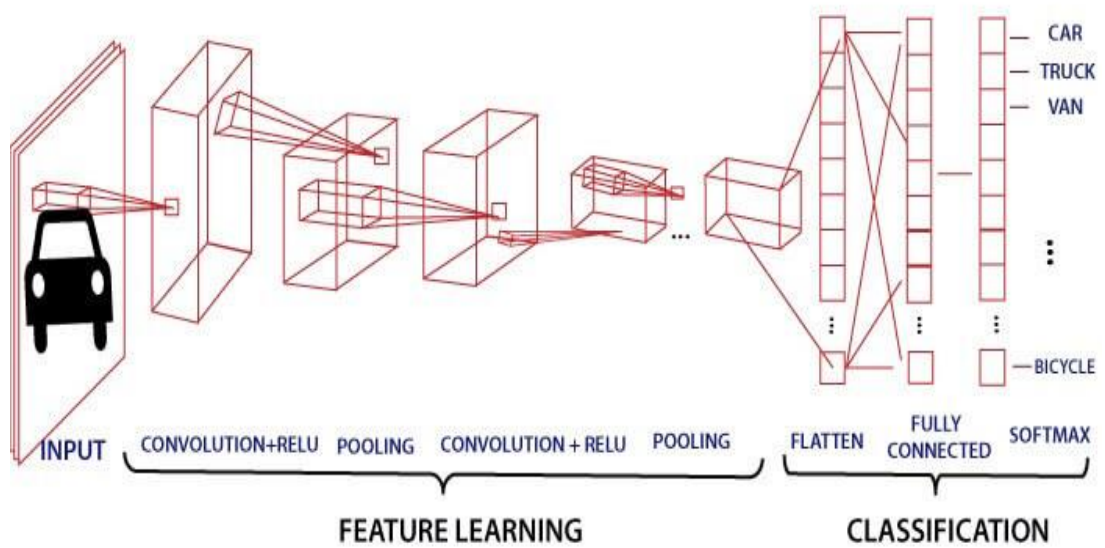 CAR
TRUCK
VAN
BICYCLE
INPUT
CONVOLUTION+RELU
POOLING
CONVOLUTION + RELU
POOLING
FLATTEN
FULLY
CONNECTED
SOFTMAX
FEATURE LEARNING
CLASSIFICATION